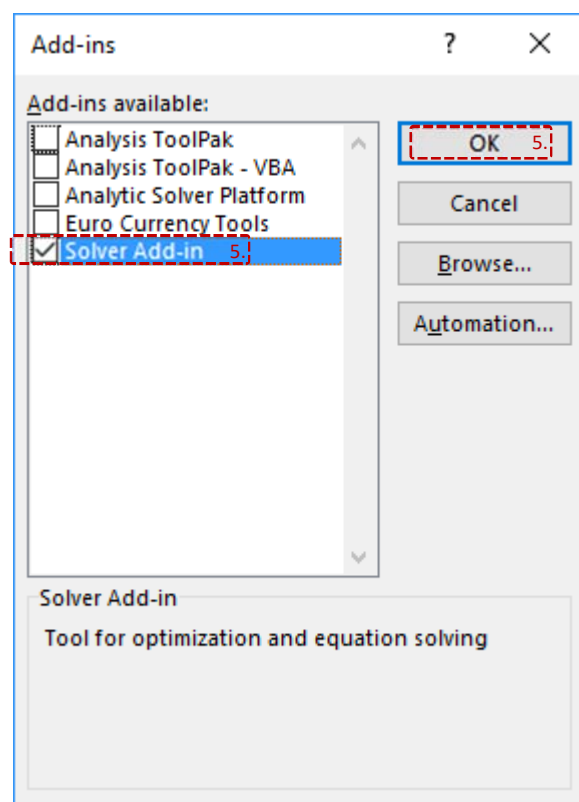 Add-ins ? ×
Add-ins available:
Analysis ToolPak
Analysis ToolPak - VBA
Analytic Solver Platform
Euro Currency Tools
Solver Add-in 5.
OK 5.
Cancel
Browse...
Automation...
Solver Add-in
Tool for optimization and equation solving